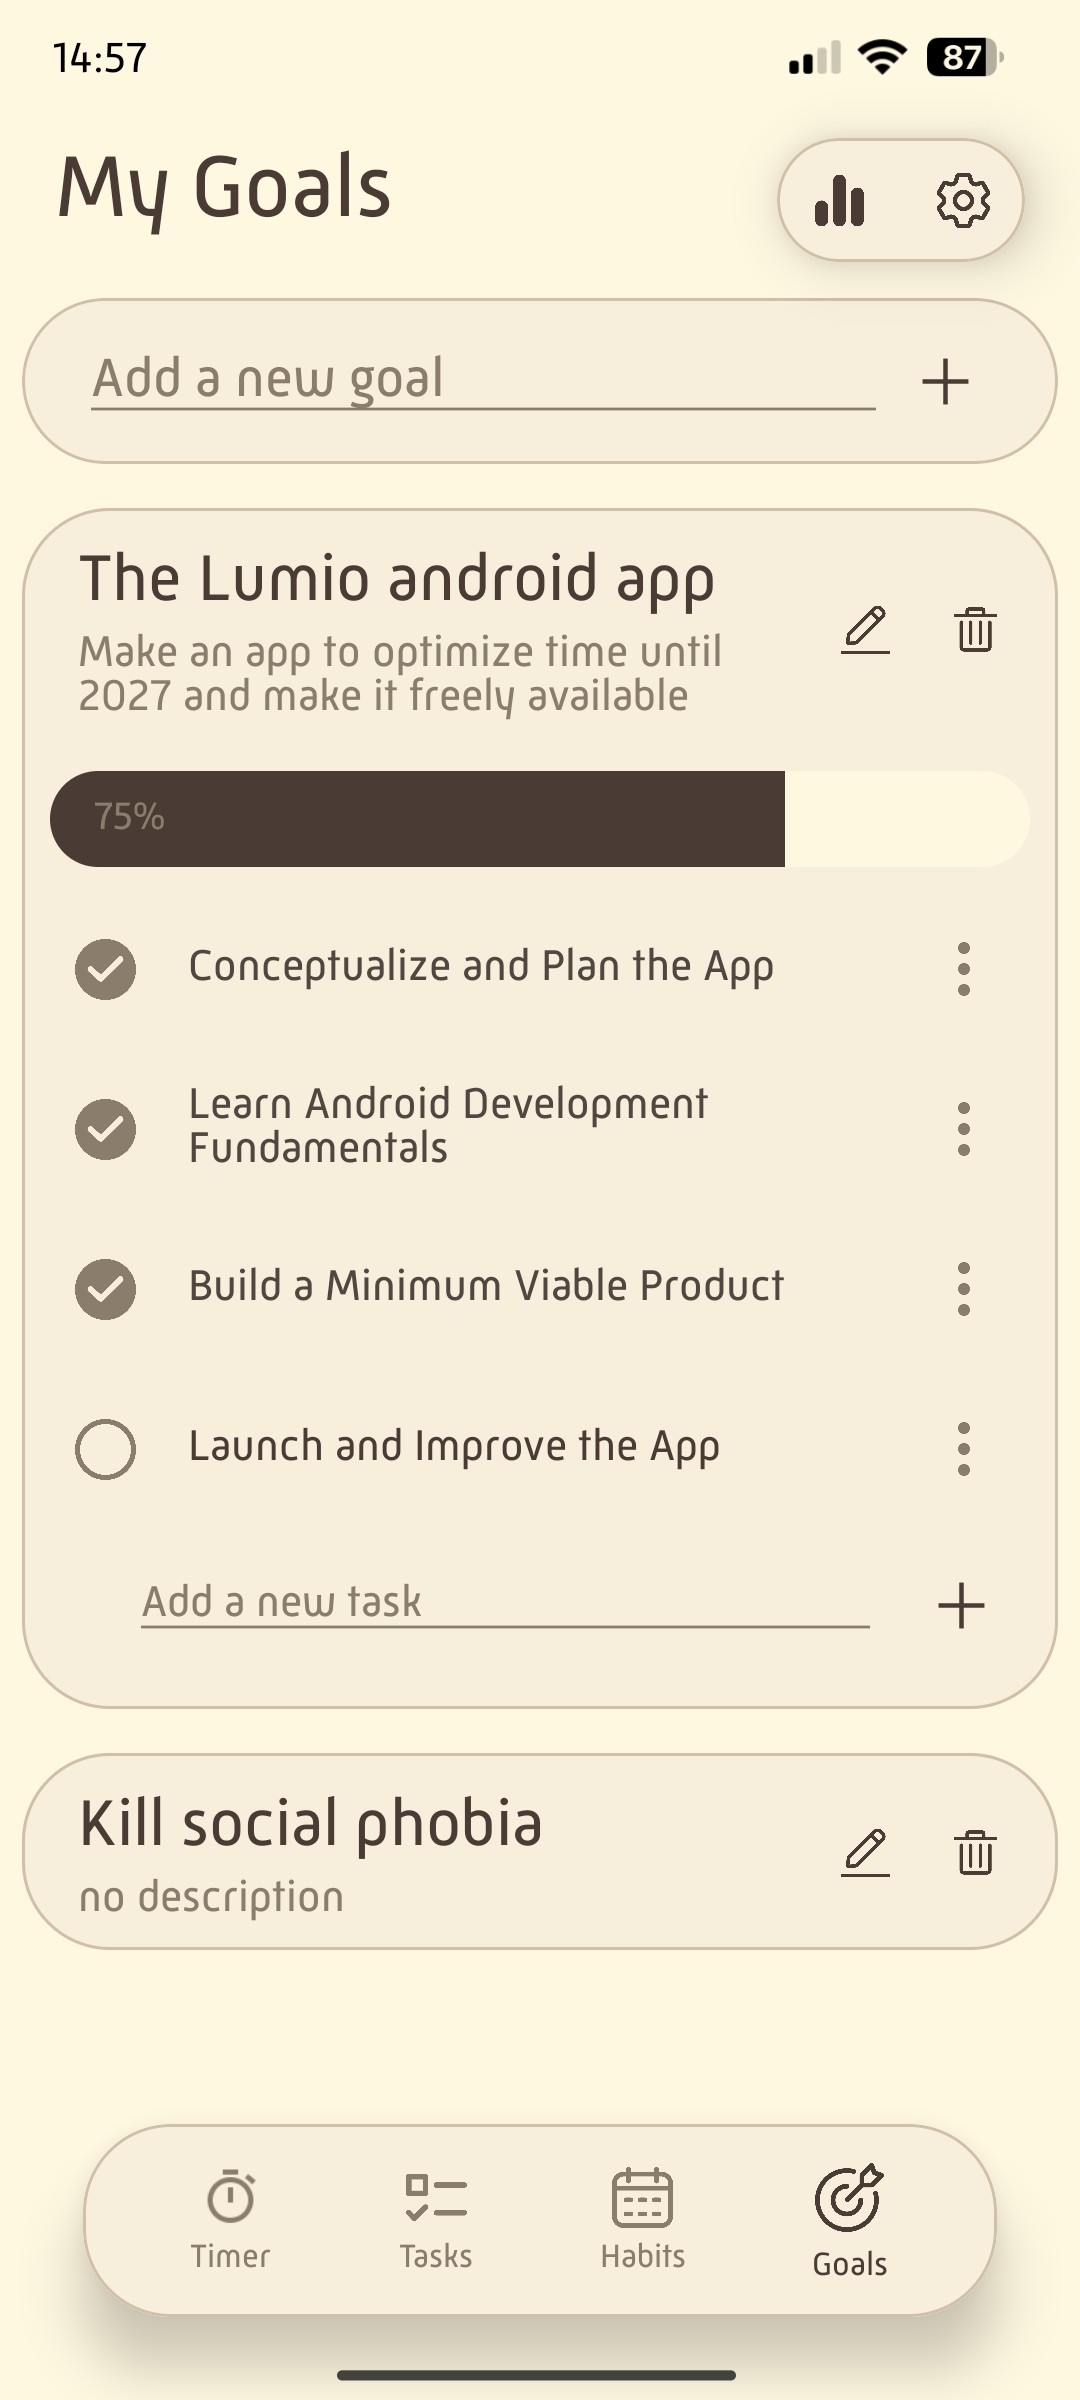 14:57
87
My Goals
Add a new goal
The Lumio android app
Make an app to optimize time until
2027 and make it freely available
75%
Conceptualize and Plan the App
Learn Android Development
Fundamentals
Build a Minimum Viable Product
Launch and Improve the App
Add a new task
Kill social phobia
no description
Timer
Tasks
Habits
Goals